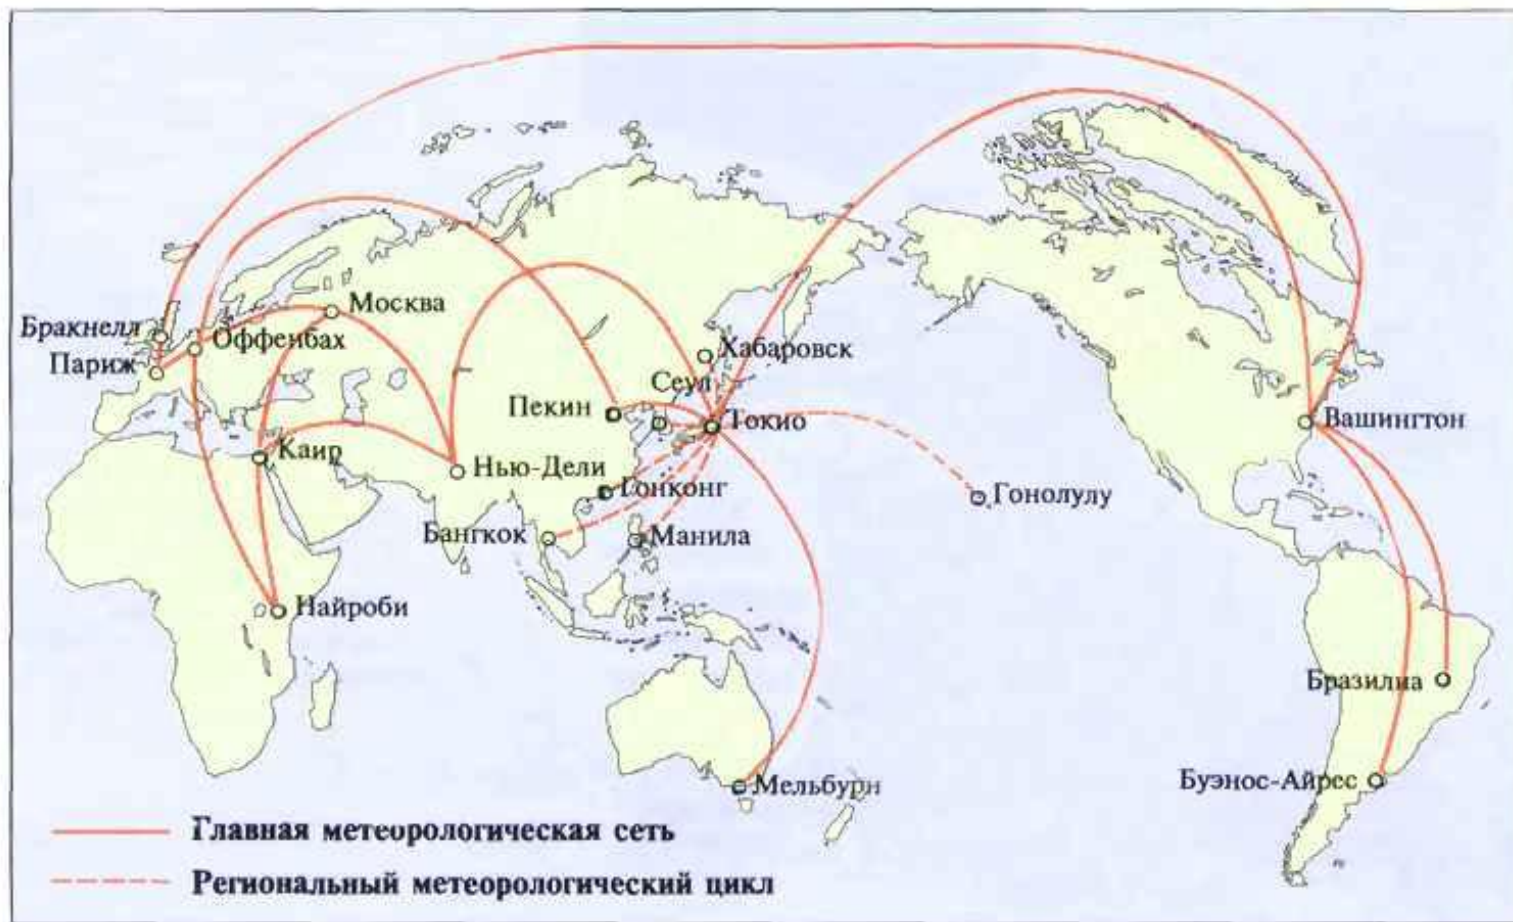 Москва
Бракнелл
Оффенбах
Париж
Хабаровск
Сеул
Пекин
Токио
Вашингтон
Каир
Нью-Дели
Гонконг
Гонолулу
Бангкок
Манила
Найроби
Бразилиа
Мельбурн
Буэнос-Айрес
Главная метеорологическая сеть
Региональный метеорологический цикл